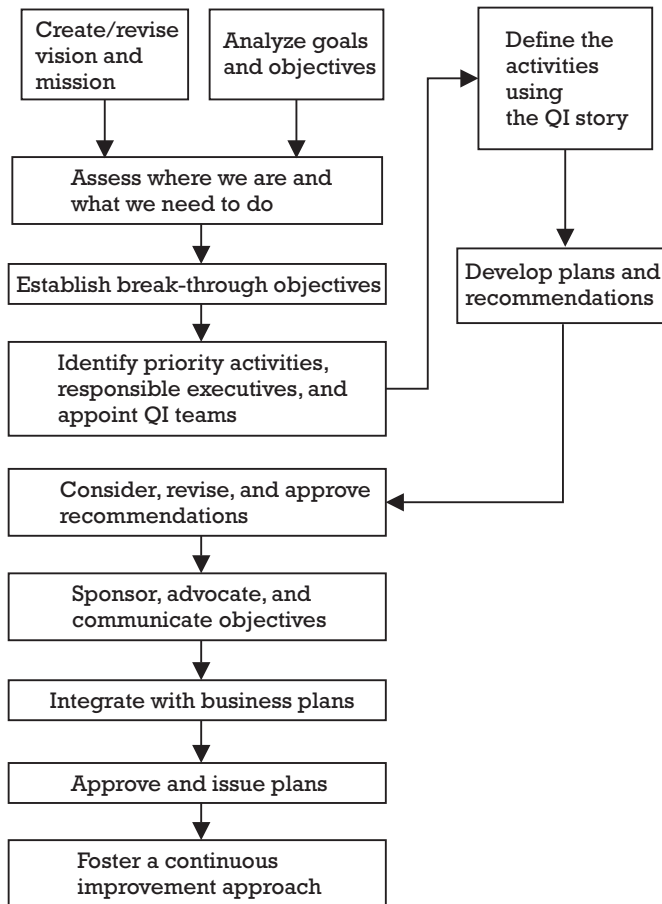 Create/revise
vision and
mission
Analyze goals
and objectives
Assess where we are and
what we need to do
Establish break-through objectives
Identify priority activities,
responsible executives, and
appoint QI teams
Define the
activities
using
the QI story
Develop plans and
recommendations
Consider, revise, and approve
recommendations
Sponsor, advocate, and
communicate objectives
Integrate with business plans
Approve and issue plans
Foster a continuous
improvement approach